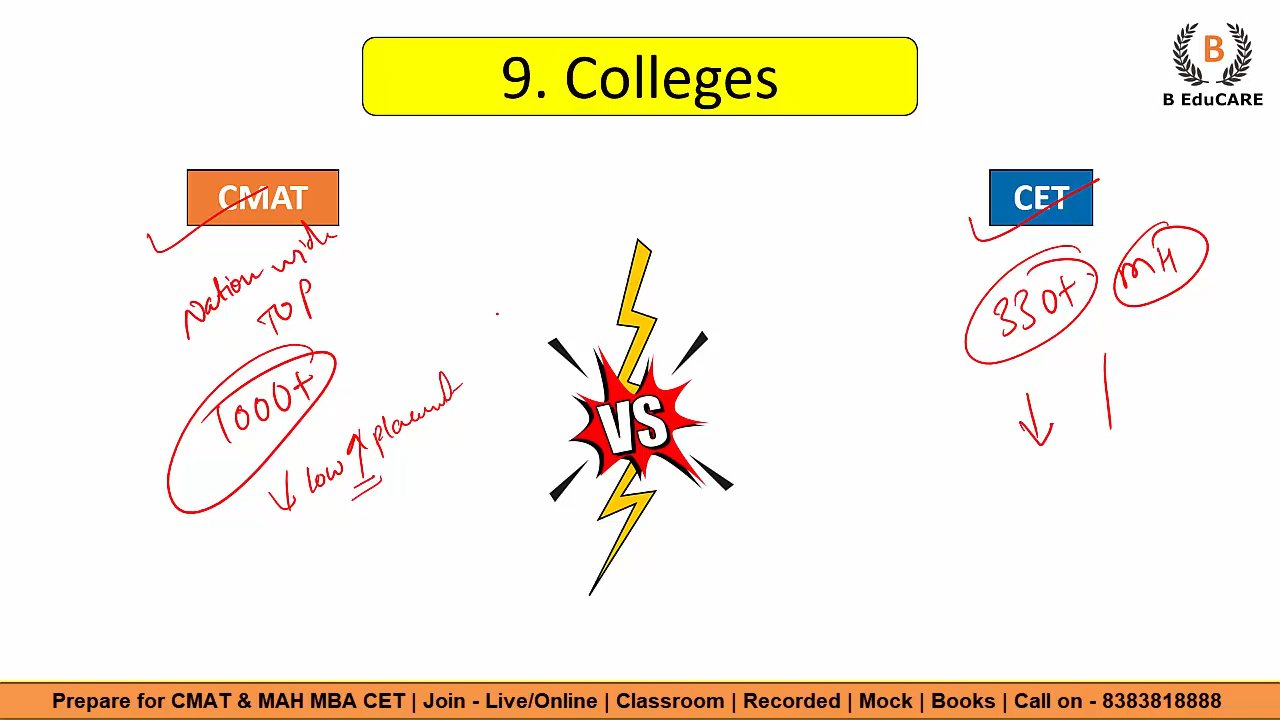 9. Colleges
B
B EduCARE
CMAT
CET
Nation wide
TOP
1000+
low placement
330+
MH
VS
Prepare for CMAT & MAH MBA CET | Join - Live/Online | Classroom | Recorded | Mock | Books | Call on - 8383818888